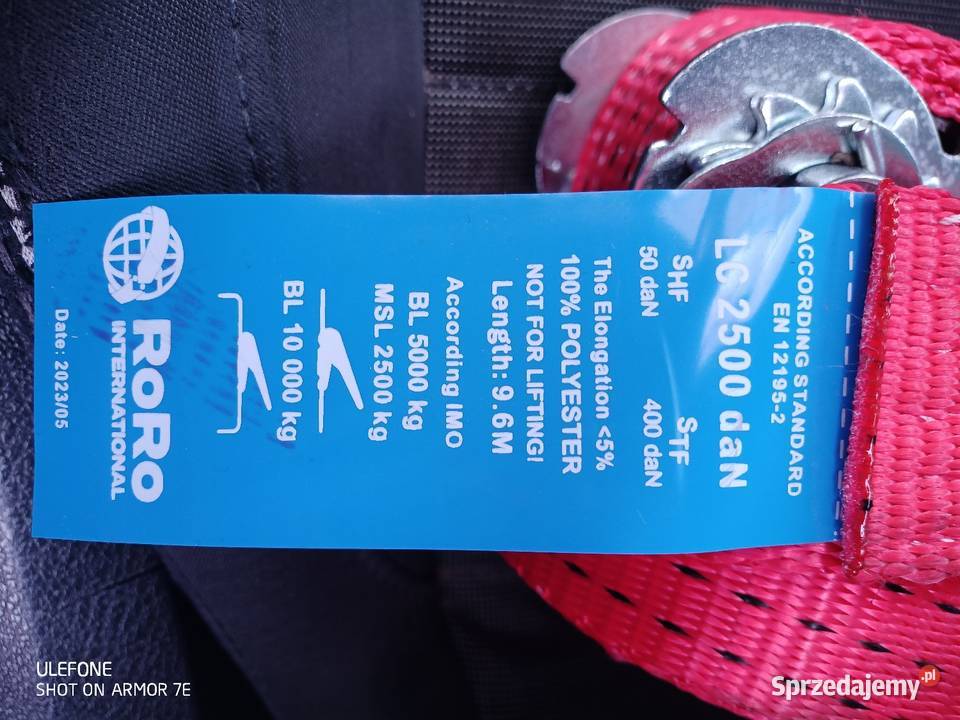 ACCCORDING STANDARD
EN 12195-2
LC 2500 daN
SHF STF
50 daN 400 daN
The Elongation <5%
100% POLYESTER
NOT FOR LIFTING!
Length: 9.6M
According IMO
BL 5000 kg
MSL 2500 kg
BL 10 000 kg
RoRo
INTERNATIONAL
Date: 2023/05
ULEFONE
SHOT ON ARMOR 7E
Sprzedajemy.pl